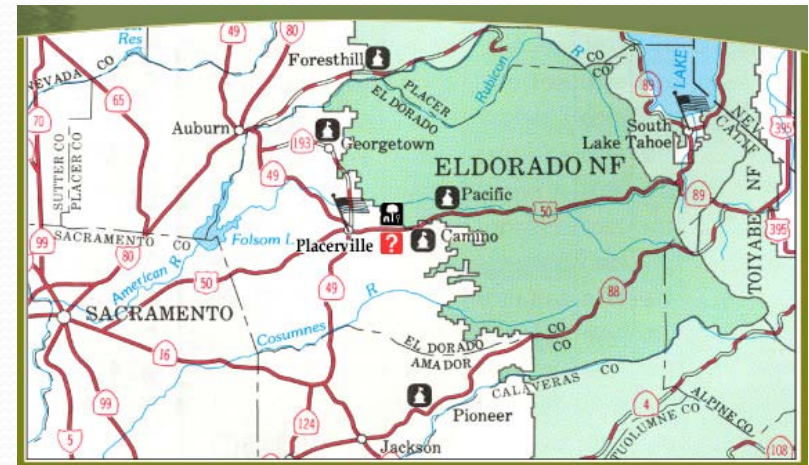 Res
49
80
NEVADA CO
Foresthill
R
CO
CO
89
LAKE
65
PLACER
EL DORADO
Rubicon
70
Auburn
193
Georgetown
South
Lake Tahoe
NEV
CALIF
395
SUTTER CO
PLACER CO
49
ELDORADO NF
Pacific
89
TOIYABE NF
99
SACRAMENTO CO
80
Folsom L.
Placerville
?
Camino
50
395
American R
50
49
R
88
SACRAMENTO
Cosumnes
EL DORADO CO
AMADOR CO
16
CALAVERAS CO
99
Pioneer
4
ALPINE CO
TUOLUMNE CO
5
124
Jackson
108